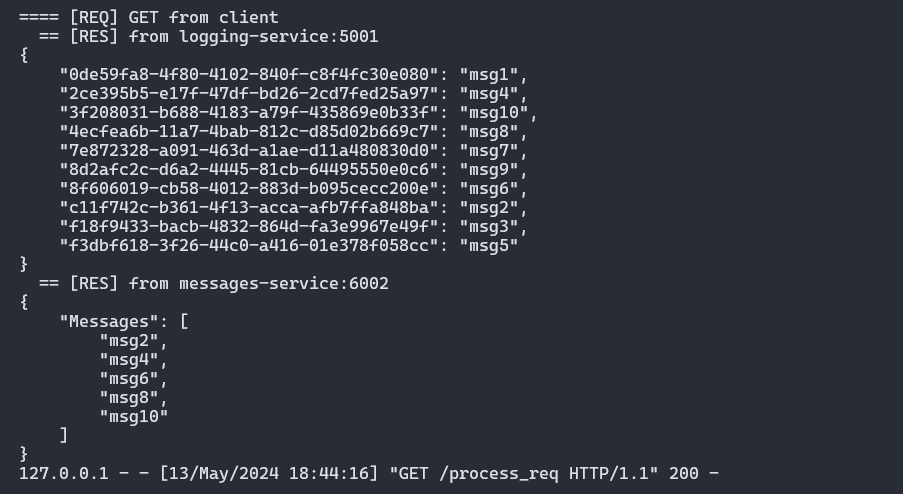 ==== [REQ] GET from client
  == [RES] from logging-service:5001
{
    "0de59fa8-4f80-4102-840f-c8f4fc30e080": "msg1",
    "2ce395b5-e17f-47df-bd26-2cd7fed25a97": "msg4",
    "3f208031-b688-4183-a79f-435869e0b33f": "msg10",
    "4ecfea6b-11a7-4bab-812c-d85d02b669c7": "msg8",
    "7e872328-a091-463d-a1ae-d11a480830d0": "msg7",
    "8d2afc2c-d6a2-4445-81cb-64495550e0c6": "msg9",
    "8f606019-cb58-4012-883d-b095cecc200e": "msg6",
    "c11f742c-b361-4f13-acca-afb7ffa848ba": "msg2",
    "f18f9433-bacb-4832-864d-fa3e9967e49f": "msg3",
    "f3dbf618-3f26-44c0-a416-01e378f058cc": "msg5"
}
  == [RES] from messages-service:6002
{
    "Messages": [
        "msg2",
        "msg4",
        "msg6",
        "msg8",
        "msg10"
    ]
}
127.0.0.1 - - [13/May/2024 18:44:16] "GET /process_req HTTP/1.1" 200 -